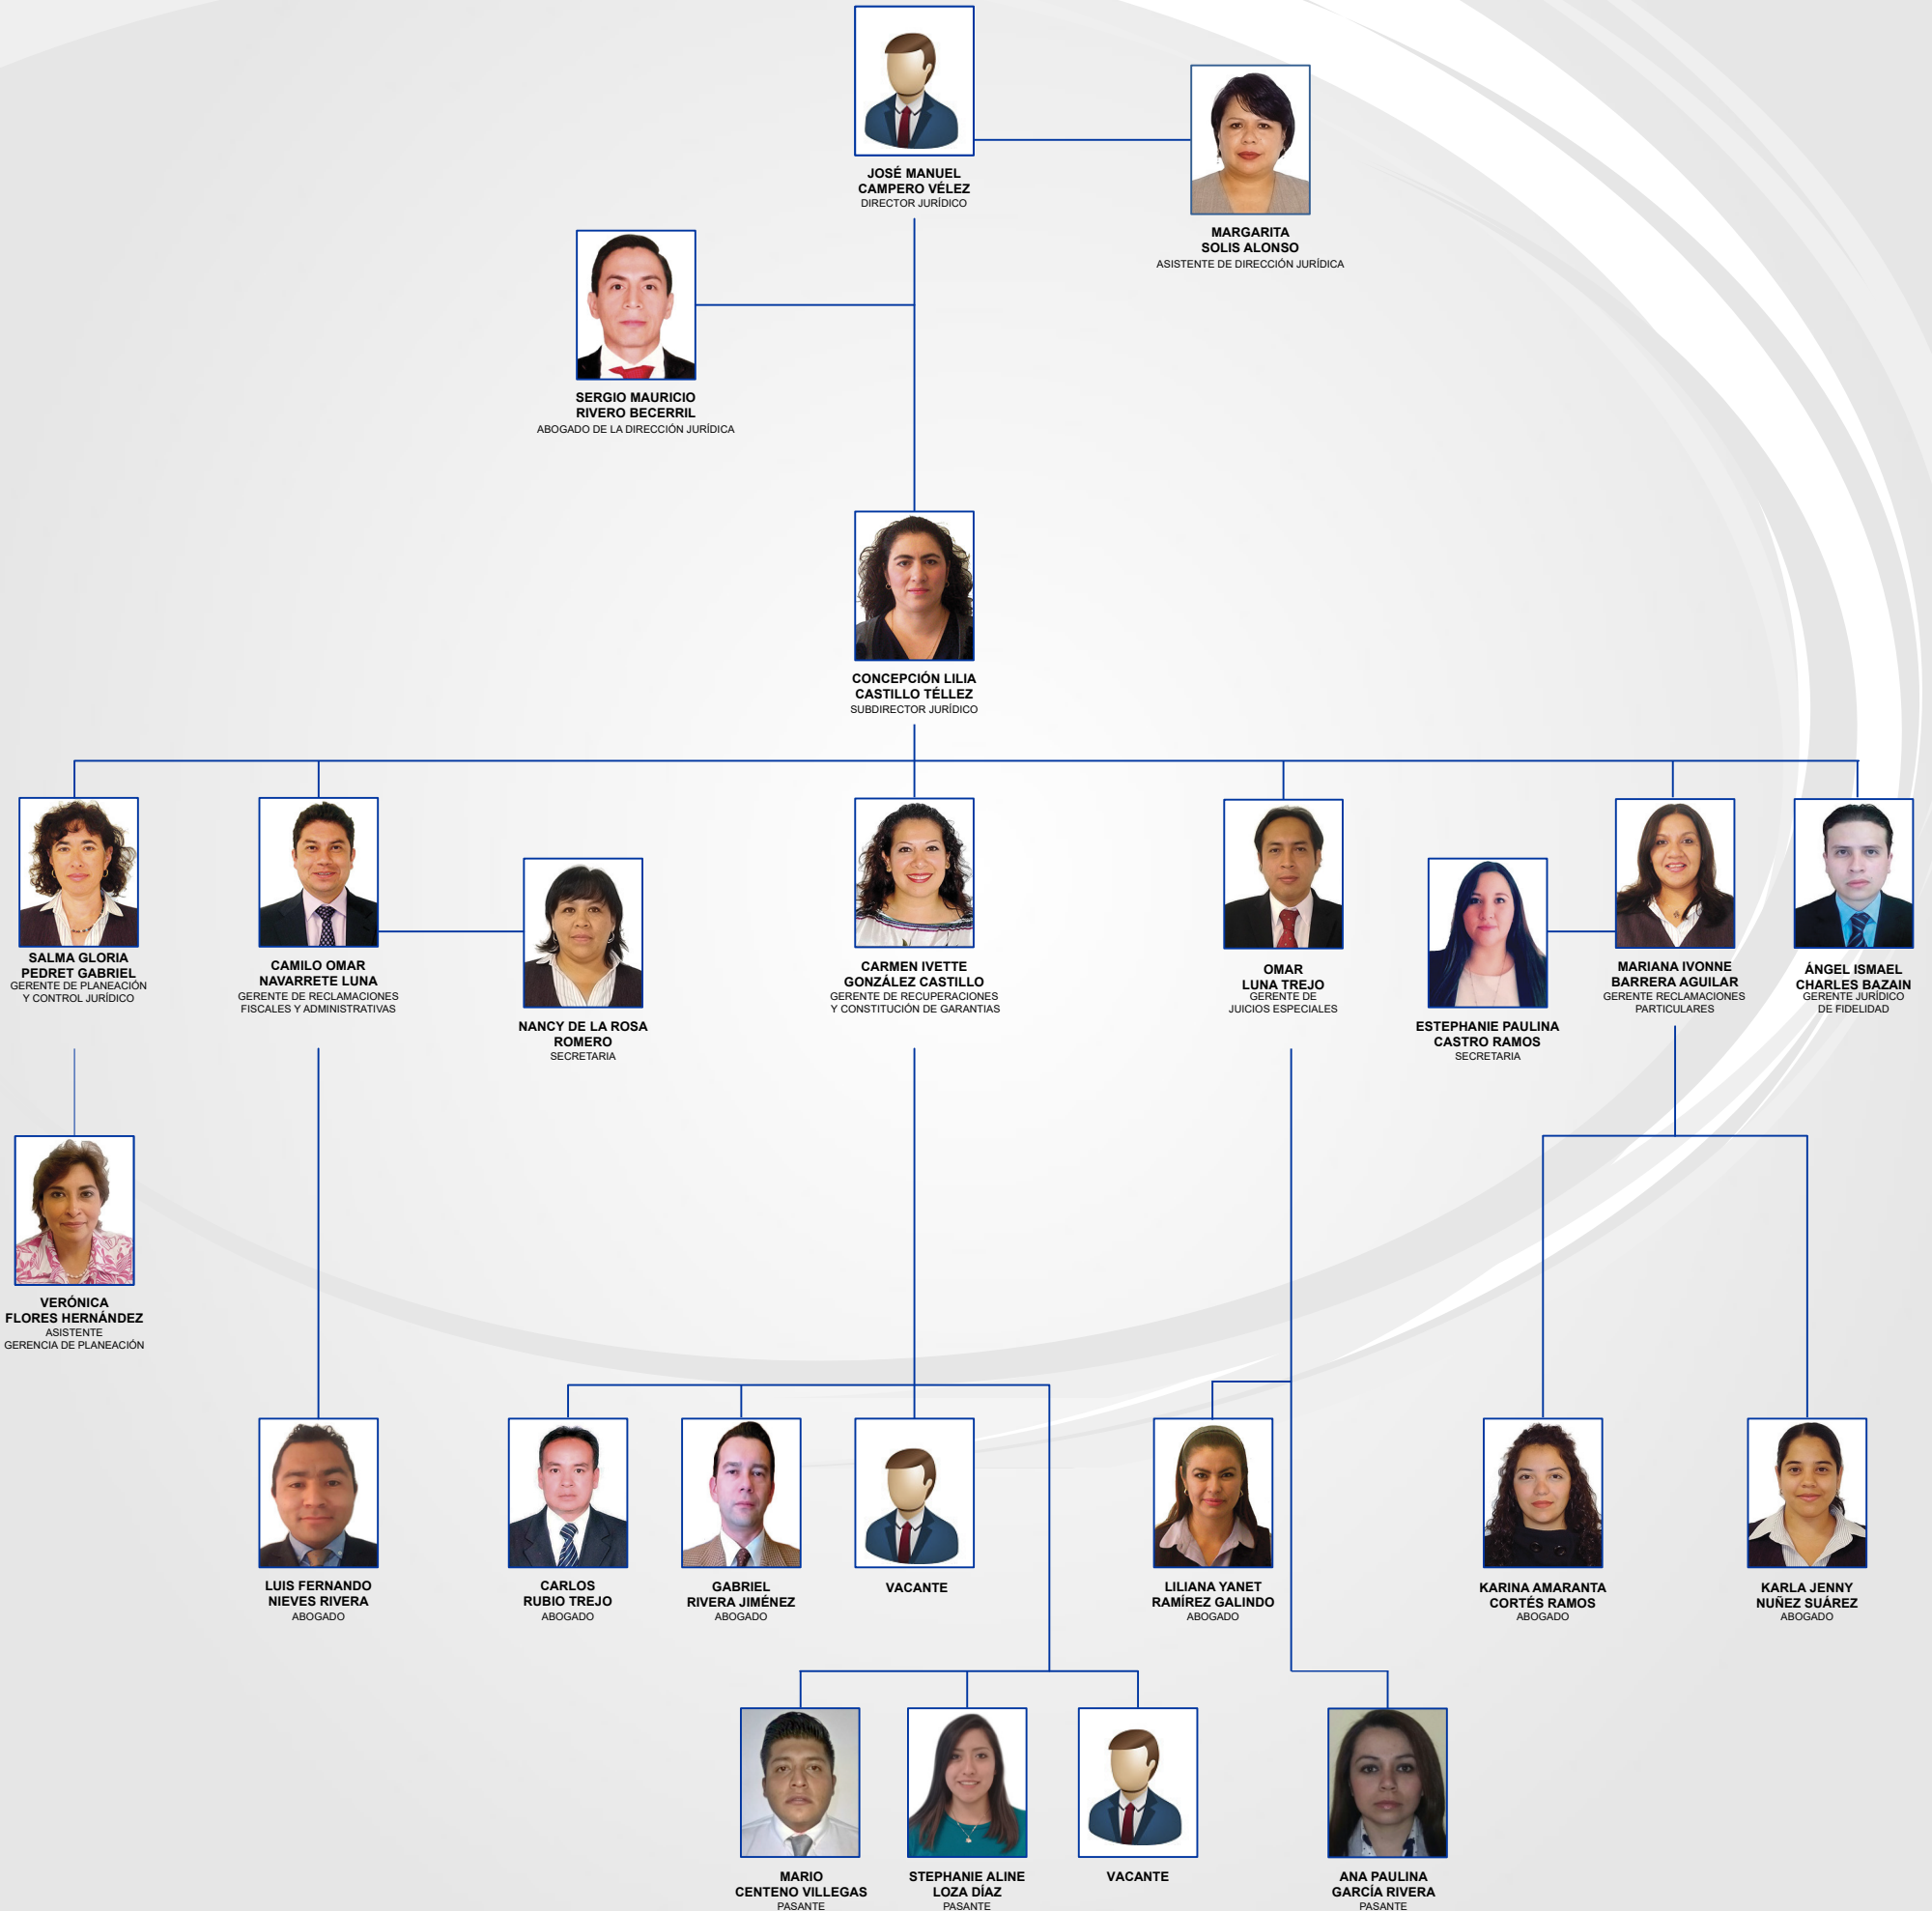 JOSÉ MANUEL
CAMPERO VÉLEZ
DIRECTOR JURÍDICO
MARGARITA
SOLIS ALONSO
ASISTENTE DE DIRECCIÓN JURÍDICA
SERGIO MAURICIO
RIVERO BECERRIL
ABOGADO DE LA DIRECCIÓN JURÍDICA
CONCEPCIÓN LILIA
CASTILLO TÉLLEZ
SUBDIRECTOR JURÍDICO
SALMA GLORIA
PEDRET GABRIEL
GERENTE DE PLANEACIÓN
Y CONTROL JURÍDICO
CAMILO OMAR
NAVARRETE LUNA
GERENTE DE RECLAMACIONES
FISCALES Y ADMINISTRATIVAS
NANCY DE LA ROSA
ROMERO
SECRETARIA
CARMEN IVETTE
GONZÁLEZ CASTILLO
GERENTE DE RECUPERACIONES
Y CONSTITUCIÓN DE GARANTIAS
OMAR
LUNA TREJO
GERENTE DE
JUICIOS ESPECIALES
ESTEPHANIE PAULINA
CASTRO RAMOS
SECRETARIA
MARIANA IVONNE
BARRERA AGUILAR
GERENTE RECLAMACIONES
PARTICULARES
ÁNGEL ISMAEL
CHARLES BAZAIN
GERENTE JURÍDICO
DE FIDELIDAD
VERÓNICA
FLORES HERNÁNDEZ
ASISTENTE
GERENCIA DE PLANEACIÓN
LUIS FERNANDO
NIEVES RIVERA
ABOGADO
CARLOS
RUBIO TREJO
ABOGADO
GABRIEL
RIVERA JIMÉNEZ
ABOGADO
VACANTE
LILIANA YANET
RAMÍREZ GALINDO
ABOGADO
KARINA AMARANTA
CORTÉS RAMOS
ABOGADO
KARLA JENNY
NUÑEZ SUÁREZ
ABOGADO
MARIO
CENTENO VILLEGAS
PASANTE
STEPHANIE ALINE
LOZA DÍAZ
PASANTE
VACANTE
ANA PAULINA
GARCÍA RIVERA
PASANTE